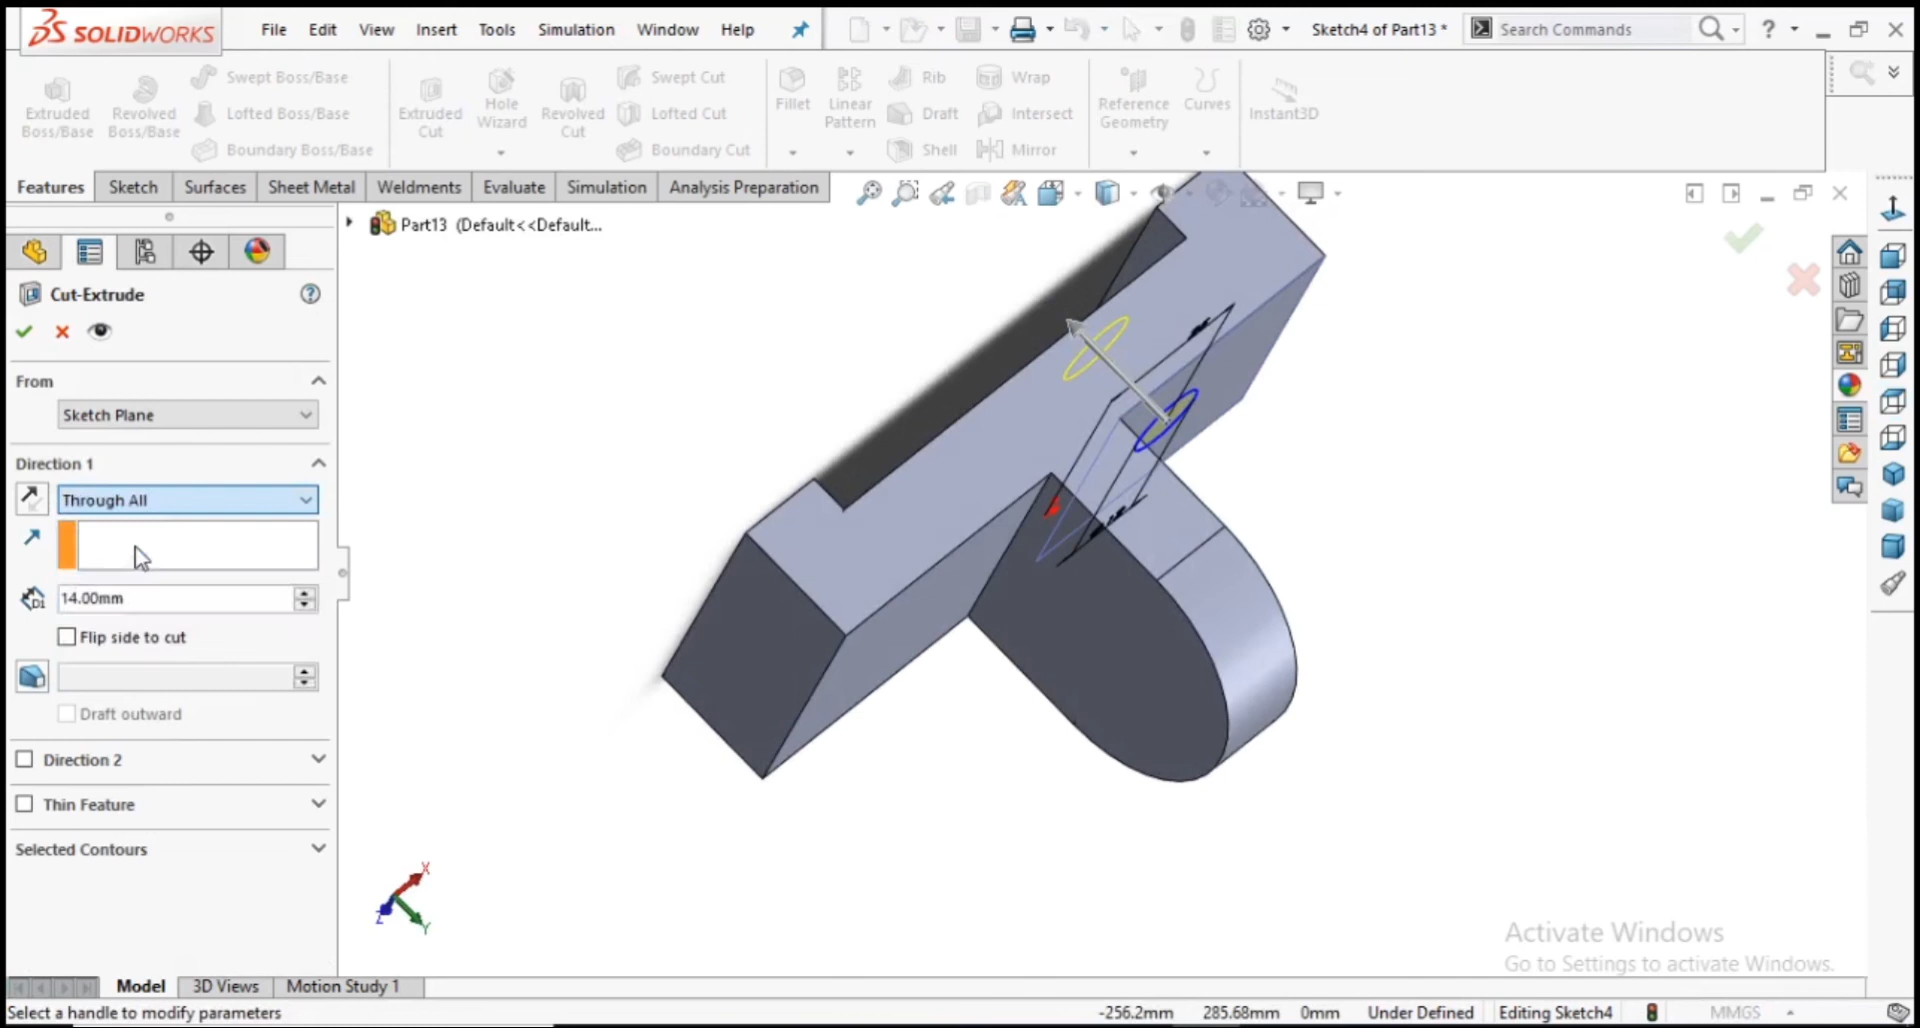 SOLIDWORKS
File Edit View Insert Tools Simulation Window Help
Sketch4 of Part13 *
Search Commands
Extruded Boss/Base
Revolved Boss/Base
Swept Boss/Base
Lofted Boss/Base
Boundary Boss/Base
Extruded Cut
Hole Wizard
Revolved Cut
Swept Cut
Lofted Cut
Boundary Cut
Fillet
Linear Pattern
Rib
Draft
Shell
Wrap
Intersect
Mirror
Reference Geometry
Curves
Instant3D
Features Sketch Surfaces Sheet Metal Weldments Evaluate Simulation Analysis Preparation
Part13 (Default<<Default...
Cut-Extrude
From
Sketch Plane
Direction 1
Through All
D1
14.00mm
Flip side to cut
Draft outward
Direction 2
Thin Feature
Selected Contours
X
Z
Y
Activate Windows
Go to Settings to activate Windows.
Model 3D Views Motion Study 1
Select a handle to modify parameters
-256.2mm 285.68mm 0mm Under Defined Editing Sketch4 MMGS